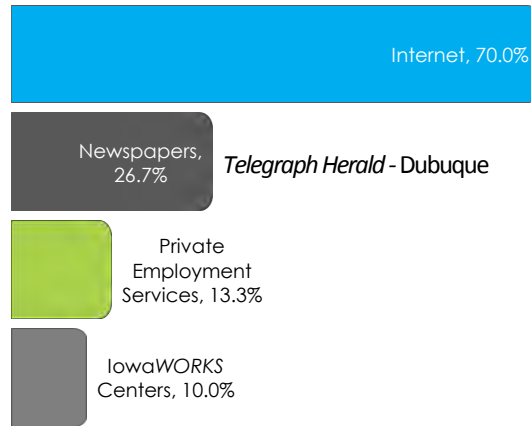 Internet, 70.0%
Newspapers,
26.7%
Telegraph Herald - Dubuque
Private
Employment
Services, 13.3%
IowaWORKS
Centers, 10.0%